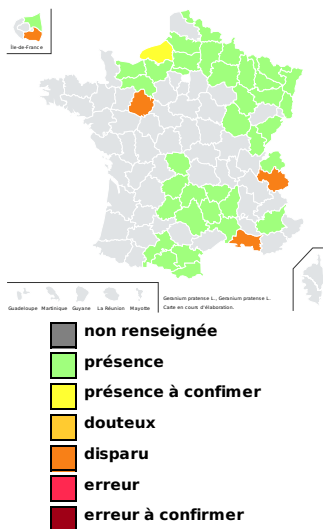 Île-de-France
Guadeloupe Martinique Guyane La Réunion Mayotte
Geranium pratense L., Geranium pratense L.
Carte en cours d'élaboration.
non renseignée
présence
présence à confimer
douteux
disparu
erreur
erreur à confirmer